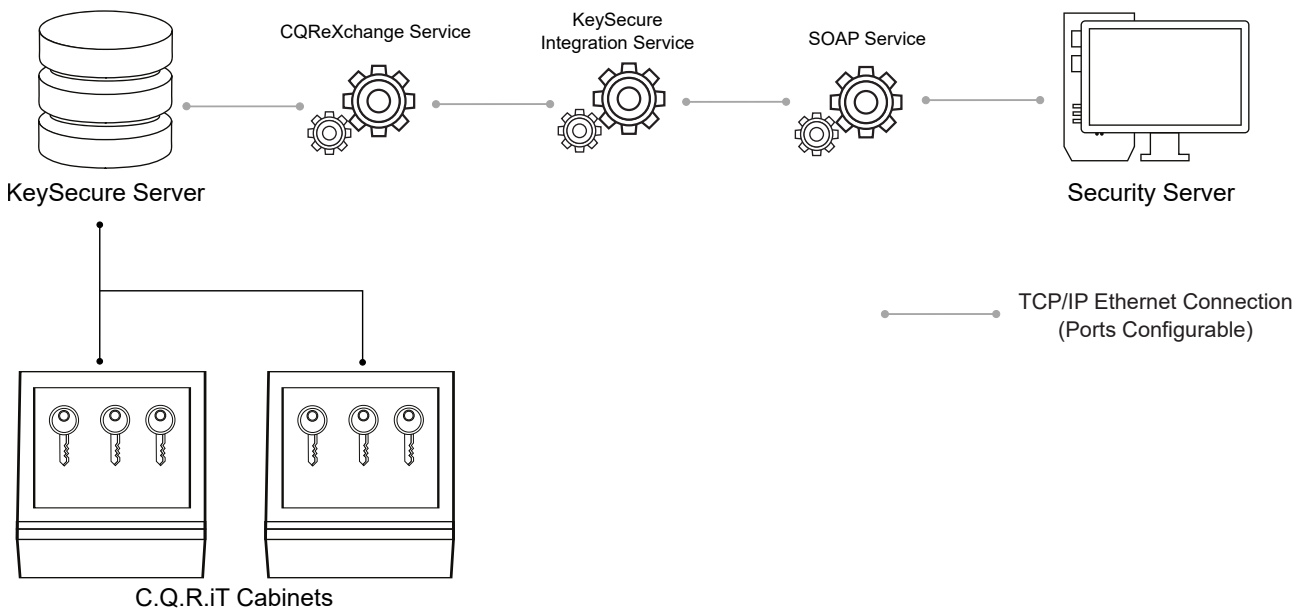 CQReXchange Service
KeySecure
Integration Service
SOAP Service
KeySecure Server
Security Server
TCP/IP Ethernet Connection
(Ports Configurable)
C.Q.R.iT Cabinets